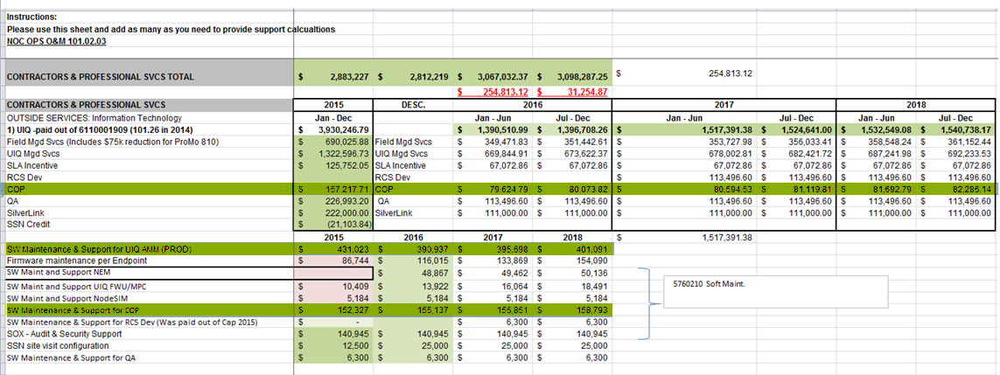 Instructions:
Please use this sheet and add as many as you need to provide support calcualtions
NOC OPS O&M 101.02.03
CONTRACTORS & PROFESSIONAL SVCS TOTAL $ 2,883,227 $ 2,812,219 $ 3,067,032.37 $ 3,098,287.25 $ 254,813.12
$ 254,813.12 $ 31,254.87
CONTRACTORS & PROFESSIONAL SVCS 2015 DESC. 2016 2017 2018
OUTSIDE SERVICES: Information Technology Jan - Dec Jan - Jun Jul - Dec Jan - Jun Jul - Dec Jan - Jun Jul - Dec
1) UIQ -paid out of 6110001909 (101.26 in 2014) $ 3,930,246.79 $ 1,390,510.99 $ 1,396,708.26 $ 1,517,391.38 $ 1,524,641.00 $ 1,532,549.08 $ 1,540,738.17
Field Mgd Svcs (Includes $75k reduction for ProMo 810) $ 690,025.88 Field Mgd Svcs $ 349,471.83 $ 351,442.61 $ 353,727.98 $ 356,033.41 $ 358,548.24 $ 361,152.44
UIQ Mgd Svcs $ 1,322,596.73 UIQ Mgd Svcs $ 669,844.91 $ 673,622.37 $ 678,002.81 $ 682,421.72 $ 687,241.98 $ 692,233.53
SLA Incentive $ 125,752.05 SLA Incentive $ 67,072.86 $ 67,072.86 $ 67,072.86 $ 67,072.86 $ 67,072.86 $ 67,072.86
RCS Dev RCS Dev $ 113,496.60 $ 113,496.60 $ 113,496.60 $ 113,496.60
COP $ 157,217.71 COP $ 79,624.79 $ 80,073.82 $ 80,594.53 $ 81,119.81 $ 81,692.79 $ 82,286.14
QA $ 226,993.20 QA $ 113,496.60 $ 113,496.60 $ 113,496.60 $ 113,496.60 $ 113,496.60 $ 113,496.60
SilverLink $ 222,000.00 SilverLink $ 111,000.00 $ 111,000.00 $ 111,000.00 $ 111,000.00 $ 111,000.00 $ 111,000.00
SSN Credit $ (21,103.84)
2015 2016 2017 2018 $ 1,517,391.38
SW Maintenance & Support for UIQ AMM (PROD) $ 431,023 $ 390,937 $ 395,698 $ 401,091
Firmware maintenance per Endpoint $ 86,744 $ 116,015 $ 133,869 $ 154,090
SW Maint and Support NEM $ 48,867 $ 49,462 $ 50,136
SW Maint and Support UIQ FWU/MPC $ 10,409 $ 13,922 $ 16,064 $ 18,491
SW Maint and Support NodeSIM $ 5,184 $ 5,184 $ 5,184 $ 5,184
SW Maintenance & Support for COP $ 152,327 $ 155,137 $ 156,851 $ 158,793
SW Maintenance & Support for RCS Dev (Was paid out of Cap 2015) $ - $ 6,300 $ 6,300
SOX - Audit & Security Support $ 140,945 $ 140,945 $ 140,945 $ 140,945
SSN site visit configuration $ 12,500 $ 25,000 $ 25,000 $ 25,000
SW Maintenance & Support for QA $ 6,300 $ 6,300 $ 6,300 $ 6,300
5760210 Soft Maint.